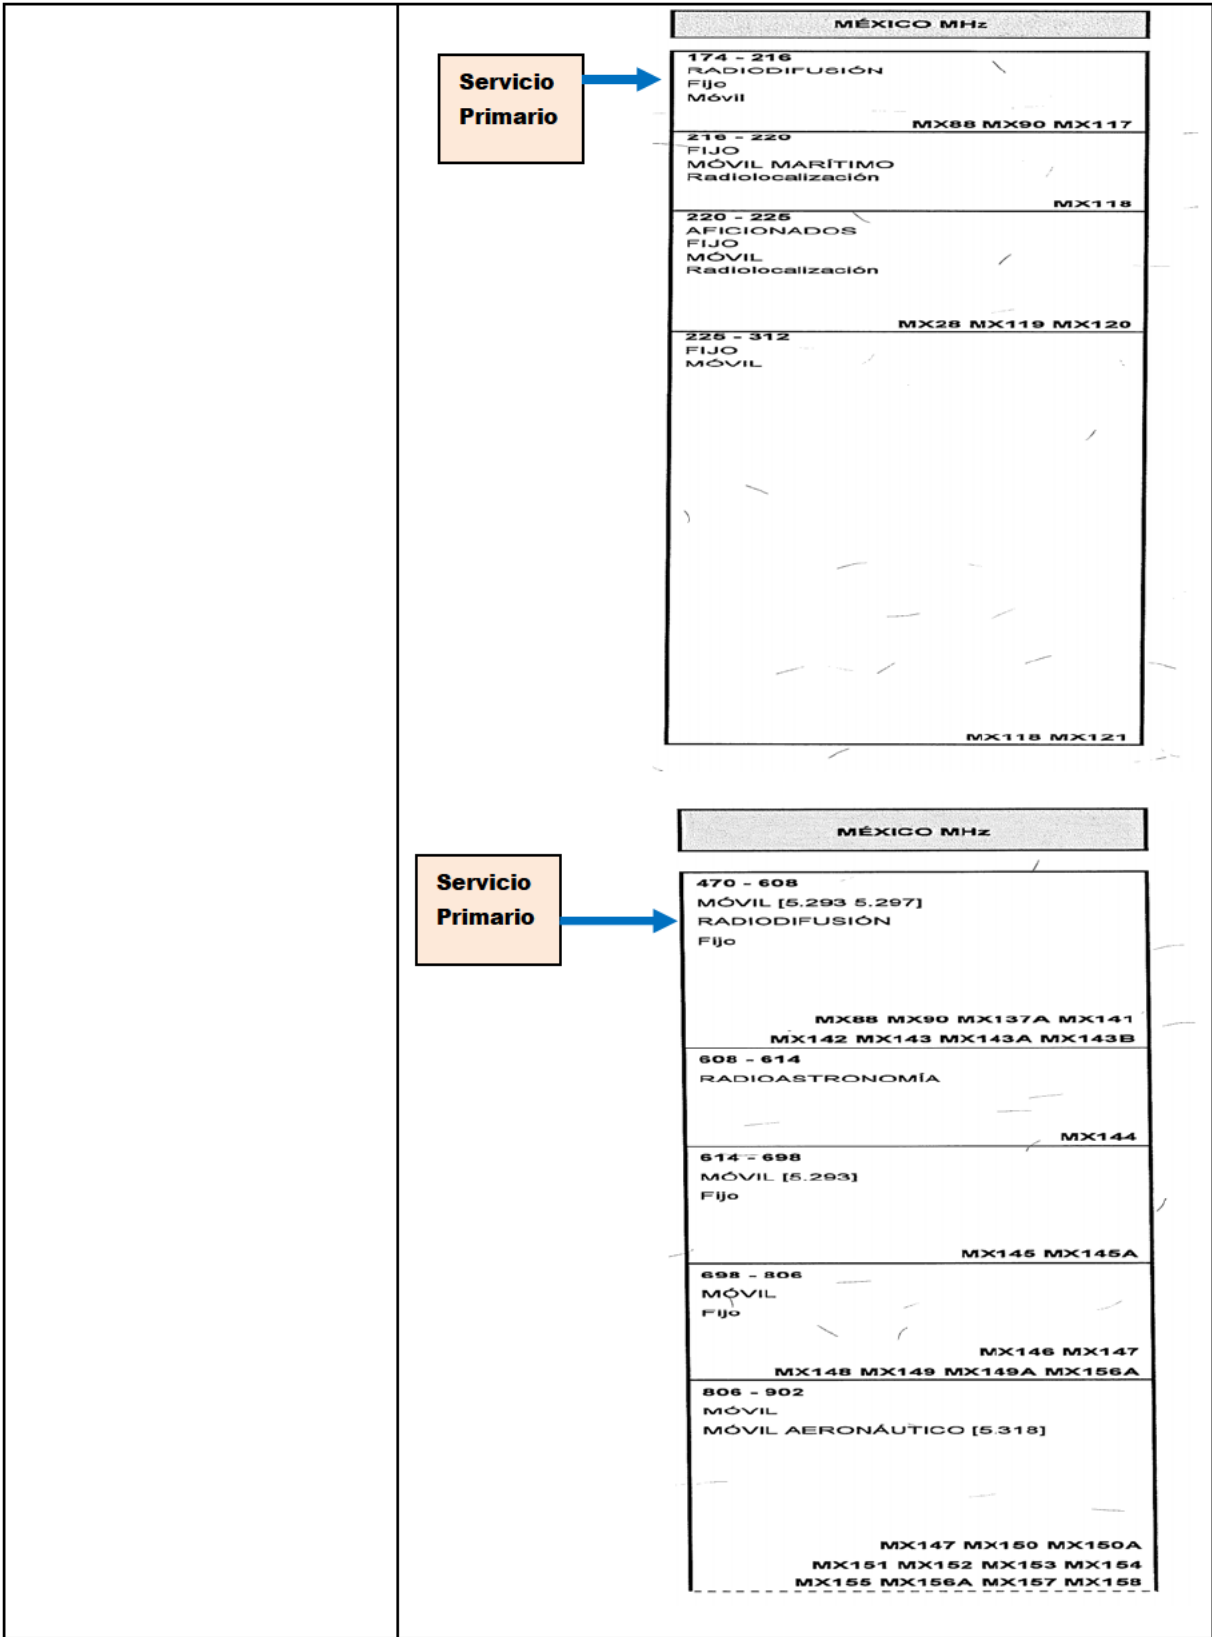 MÉXICO MHz
Servicio
Primario
174 - 216
RADIODIFUSIÓN
Fijo
Móvil
MX88 MX90 MX117
216 - 220
FIJO
MÓVIL MARÍTIMO
Radiolocalización
MX118
220 - 225
AFICIONADOS
FIJO
MÓVIL
Radiolocalización
MX28 MX119 MX120
225 - 312
FIJO
MÓVIL
MX118 MX121
MÉXICO MHz
Servicio
Primario
470 - 608
MÓVIL [5.293 5.297]
RADIODIFUSIÓN
Fijo
MX88 MX90 MX137A MX141
MX142 MX143 MX143A MX143B
608 - 614
RADIOASTRONOMÍA
MX144
614 - 698
MÓVIL [5.293]
Fijo
MX145 MX145A
698 - 806
MÓVIL
Fijo
MX146 MX147
MX148 MX149 MX149A MX156A
806 - 902
MÓVIL
MÓVIL AERONÁUTICO [5.318]
MX147 MX150 MX150A
MX151 MX152 MX153 MX154
MX155 MX156A MX157 MX158